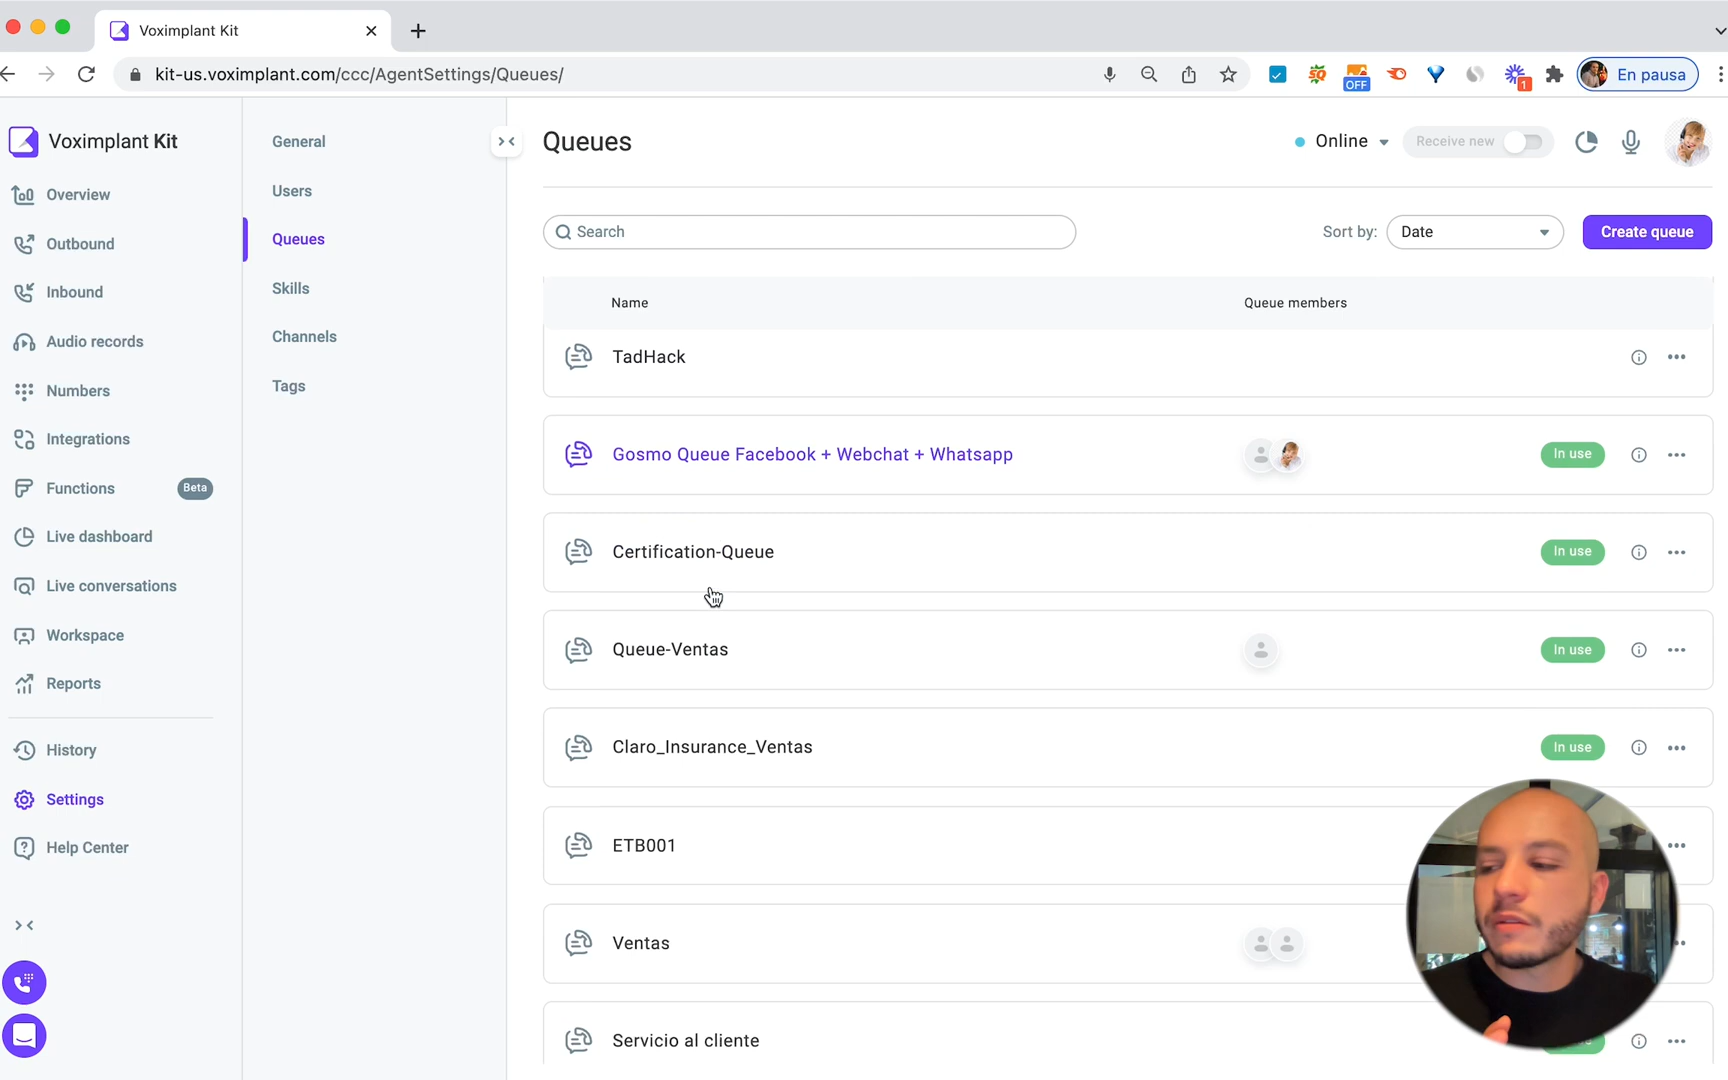 Voximplant Kit
kit-us.voximplant.com/ccc/AgentSettings/Queues/
SQ
OFF
1
En pausa
Voximplant Kit
Overview
Outbound
Inbound
Audio records
Numbers
Integrations
Functions
Beta
Live dashboard
Live conversations
Workspace
Reports
History
Settings
Help Center
General
Users
Queues
Skills
Channels
Tags
Queues
Online
Receive new
Search
Sort by:
Date
Create queue
Name
Queue members
TadHack
Gosmo Queue Facebook + Webchat + Whatsapp
In use
Certification-Queue
In use
Queue-Ventas
In use
Claro_Insurance_Ventas
In use
ETB001
Ventas
Servicio al cliente